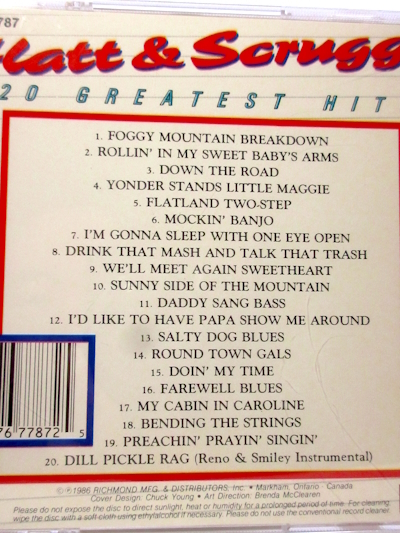 787
Flatt & Scruggs
20 GREATEST HIT
1. FOGGY MOUNTAIN BREAKDOWN
2. ROLLIN' IN MY SWEET BABY'S ARMS
3. DOWN THE ROAD
4. YONDER STANDS LITTLE MAGGIE
5. FLATLAND TWO-STEP
6. MOCKIN' BANJO
7. I'M GONNA SLEEP WITH ONE EYE OPEN
8. DRINK THAT MASH AND TALK THAT TRASH
9. WE'LL MEET AGAIN SWEETHEART
10. SUNNY SIDE OF THE MOUNTAIN
11. DADDY SANG BASS
12. I'D LIKE TO HAVE PAPA SHOW ME AROUND
13. SALTY DOG BLUES
14. ROUND TOWN GALS
15. DOIN' MY TIME
16. FAREWELL BLUES
17. MY CABIN IN CAROLINE
18. BENDING THE STRINGS
19. PREACHIN' PRAYIN' SINGIN'
20. DILL PICKLE RAG (Reno & Smiley Instrumental)
76 77872 5
© ℗ 1986 RICHMOND MFG. & DISTRIBUTORS, Inc. • Markham, Ontario · Canada
Cover Design: Chuck Young • Art Direction: Brenda McClearen
Please do not expose the disc to direct sunlight, heat or humidity for a prolonged period of time. For cleaning
wipe the disc with a soft cloth using ethylalcohol if necessary. Please do not use the conventional record cleaner.